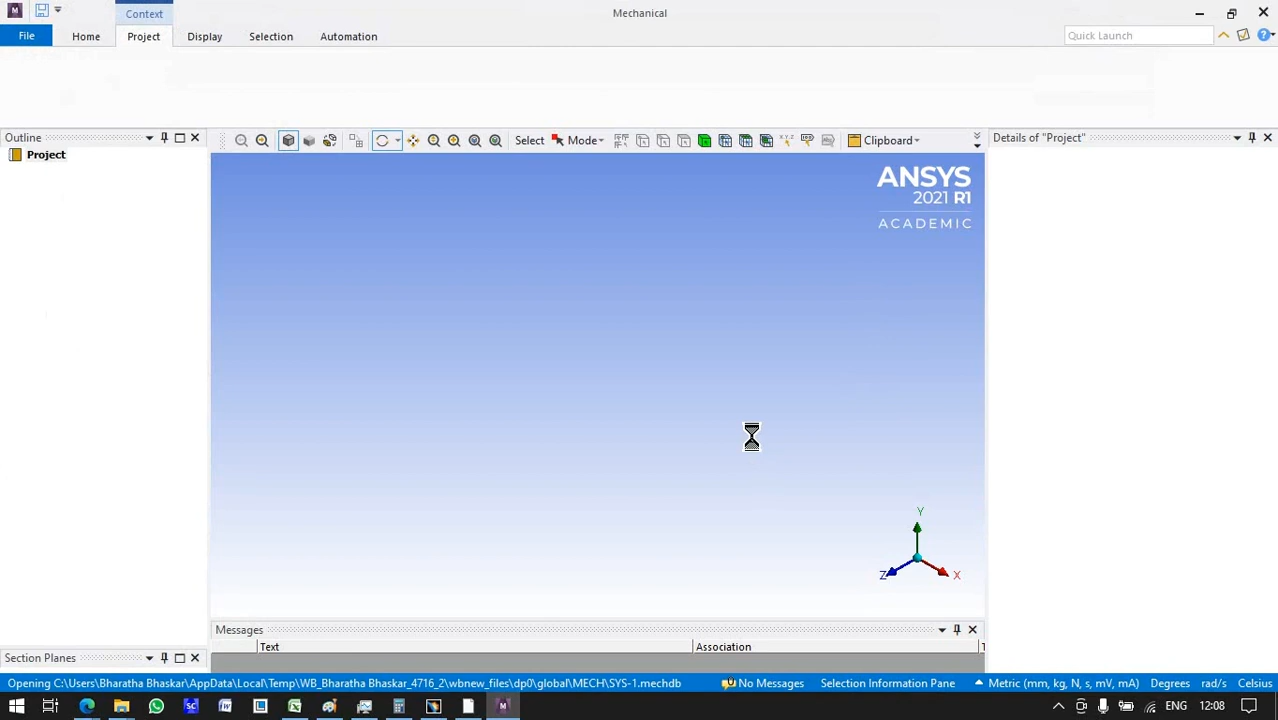 Context
Mechanical
File
Home
Project
Display
Selection
Automation
Quick Launch
Outline
Project
Select
Mode
Clipboard
Details of "Project"
ANSYS
2021 R1
ACADEMIC
Y
Z
X
Messages
Text
Association
Section Planes
Opening C:\Users\Bharatha Bhaskar\AppData\Local\Temp\WB_Bharatha Bhaskar_4716_2\wbnew_files\dp0\global\MECH\SYS-1.mechdb
No Messages
Selection Information Pane
Metric (mm, kg, N, s, mV, mA)
Degrees
rad/s
Celsius
ENG
12:08